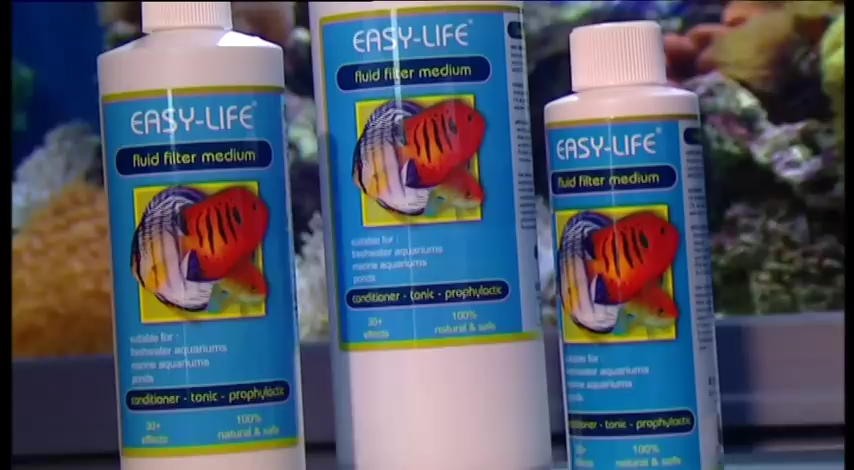 EASY-LIFE®
fluid filter medium
suitable for :
freshwater aquariums
marine aquariums
ponds
conditioner - tonic - prophylactic
30+
effects
100%
natural & safe
EASY-LIFE®
fluid filter medium
suitable for :
freshwater aquariums
marine aquariums
ponds
conditioner - tonic - prophylactic
30+
effects
100%
natural & safe
EASY-LIFE®
fluid filter medium
suitable for :
freshwater aquariums
marine aquariums
conditioner - tonic - prophylactic
100%
natural & safe